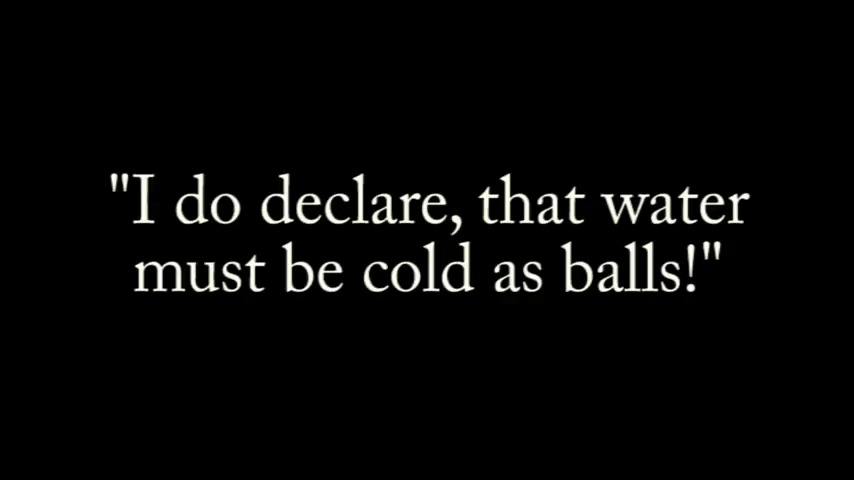 "I do declare, that water
must be cold as balls!"